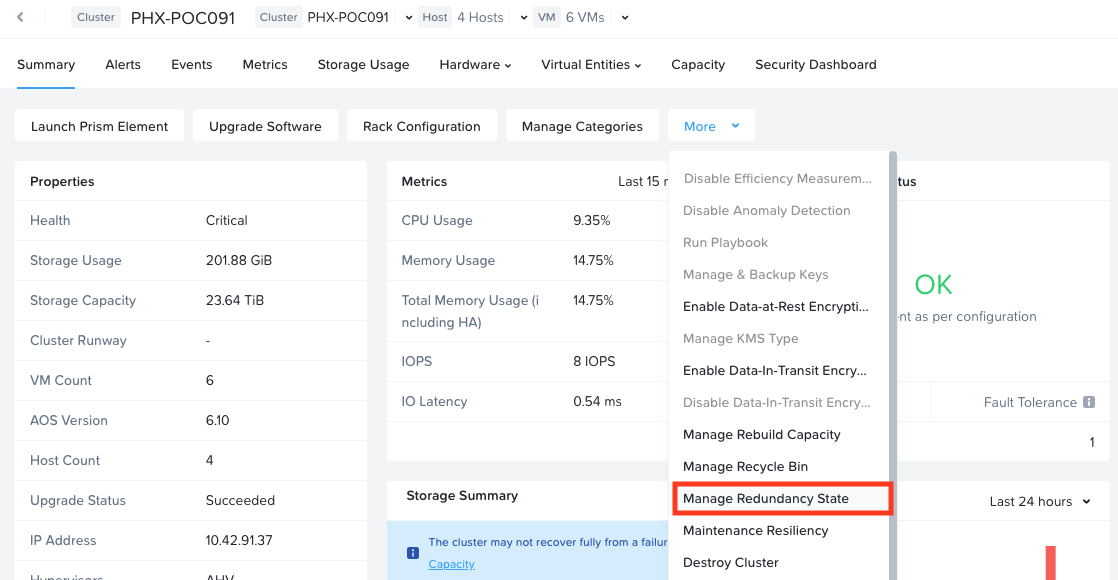 Cluster PHX-POC091 Cluster PHX-POC091 Host 4 Hosts VM 6 VMs
Summary Alerts Events Metrics Storage Usage Hardware Virtual Entities Capacity Security Dashboard
Launch Prism Element Upgrade Software Rack Configuration Manage Categories More
Properties
Health Critical
Storage Usage 201.88 GiB
Storage Capacity 23.64 TiB
Cluster Runway -
VM Count 6
AOS Version 6.10
Host Count 4
Upgrade Status Succeeded
IP Address 10.42.91.37
Hypervisors AHV
Metrics Last 15 
CPU Usage 9.35%
Memory Usage 14.75%
Total Memory Usage (i 14.75%
ncluding HA)
IOPS 8 IOPS
IO Latency 0.54 ms
Storage Summary
The cluster may not recover fully from a failur
Capacity
Disable Efficiency Measurem...
Disable Anomaly Detection
Run Playbook
Manage & Backup Keys
Enable Data-at-Rest Encrypti...
Manage KMS Type
Enable Data-In-Transit Encry...
Disable Data-In-Transit Encry...
Manage Rebuild Capacity
Manage Recycle Bin
Manage Redundancy State
Maintenance Resiliency
Destroy Cluster
tus
OK
nt as per configuration
Fault Tolerance
1
Last 24 hours